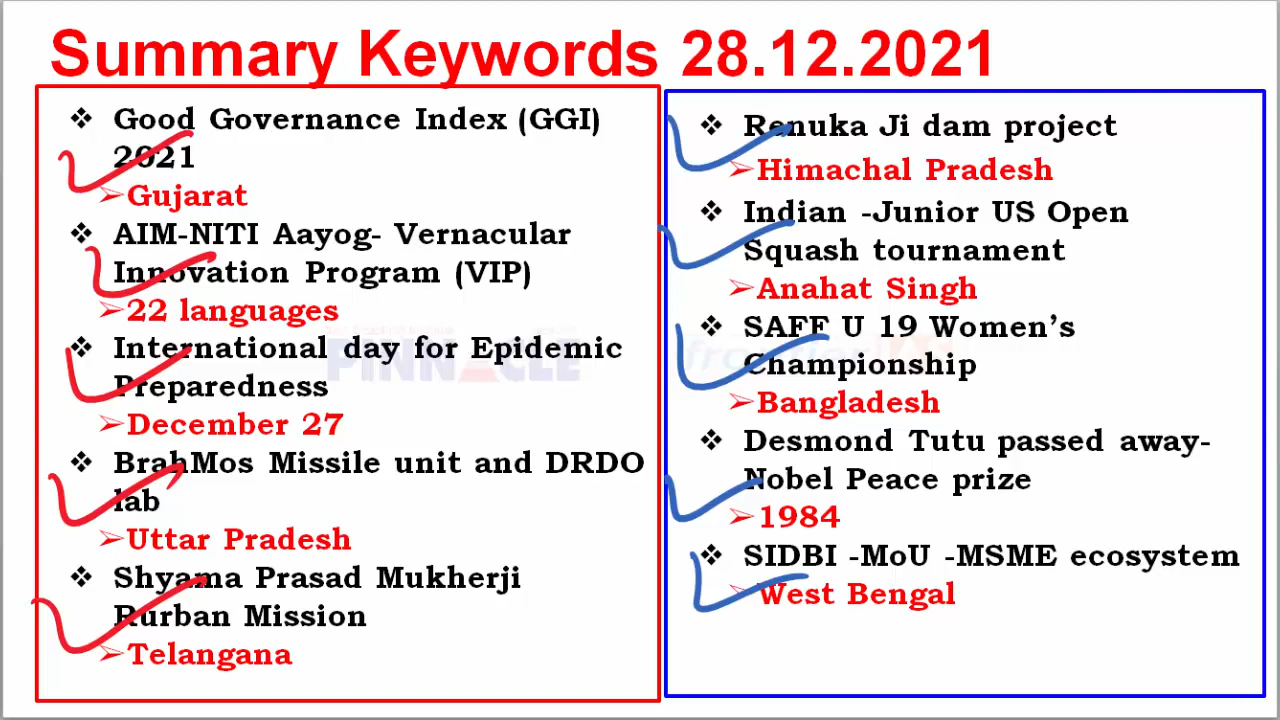 Summary Keywords 28.12.2021
❖ Good Governance Index (GGI)
2021
➢Gujarat
❖ AIM-NITI Aayog- Vernacular
Innovation Program (VIP)
➢22 languages
❖ International day for Epidemic
Preparedness
➢December 27
❖ BrahMos Missile unit and DRDO
lab
➢Uttar Pradesh
❖ Shyama Prasad Mukherji
Rurban Mission
➢Telangana
❖ Renuka Ji dam project
➢Himachal Pradesh
❖ Indian -Junior US Open
Squash tournament
➢Anahat Singh
❖ SAFF U 19 Women's
Championship
➢Bangladesh
❖ Desmond Tutu passed away-
Nobel Peace prize
➢1984
❖ SIDBI -MoU -MSME ecosystem
➢West Bengal
PINNACLE